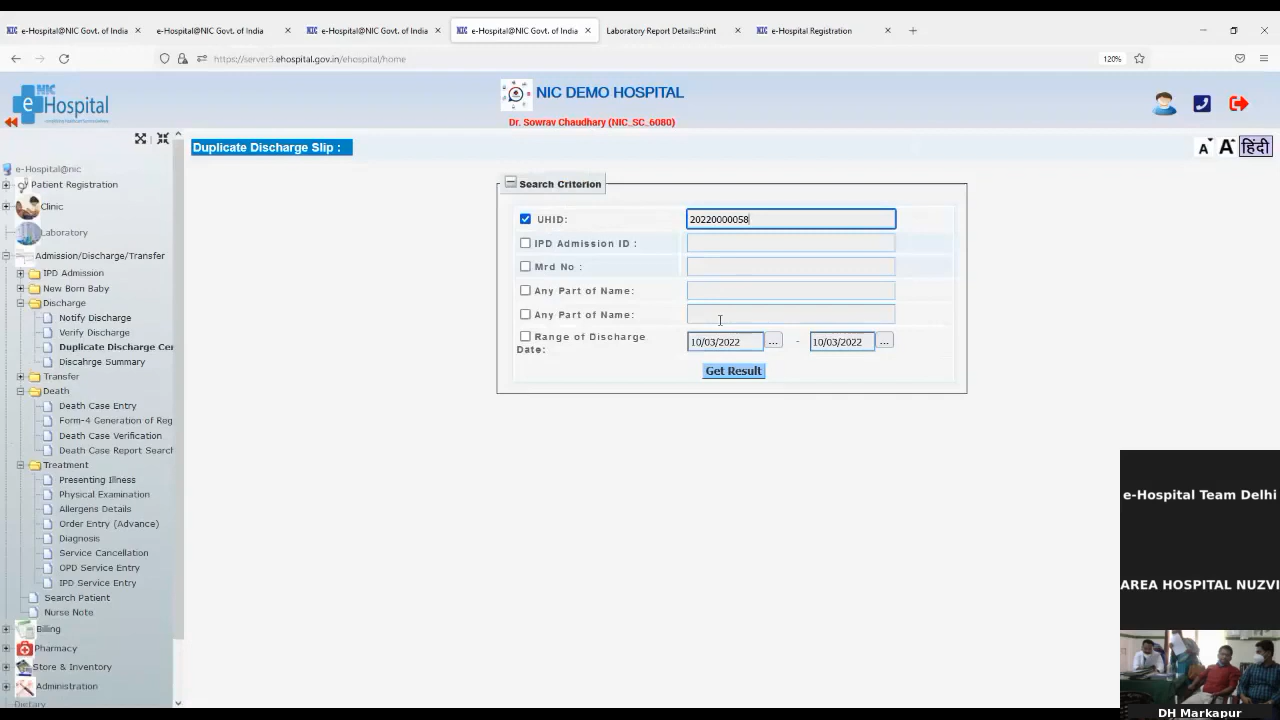 e-Hospital@NIC Govt. of India
e-Hospital@NIC Govt. of India
e-Hospital@NIC Govt. of India
e-Hospital@NIC Govt. of India
Laboratory Report Details::Print
e-Hospital Registration
https://server3.ehospital.gov.in/ehospital/home
120%
NIC
eHospital
NIC DEMO HOSPITAL
Dr. Sowrav Chaudhary (NIC_SC_6080)
Duplicate Discharge Slip :
A A हिंदी
e-Hospital@nic
Patient Registration
Clinic
Laboratory
Admission/Discharge/Transfer
IPD Admission
New Born Baby
Discharge
Notify Discharge
Verify Discharge
Duplicate Discharge Cer
Discahrge Summary
Transfer
Death
Death Case Entry
Form-4 Generation of Reg
Death Case Verification
Death Case Report Search
Treatment
Presenting Illness
Physical Examination
Allergens Details
Order Entry (Advance)
Diagnosis
Service Cancellation
OPD Service Entry
IPD Service Entry
Search Patient
Nurse Note
Billing
Pharmacy
Store & Inventory
Administration
Dietary
Search Criterion
UHID: 20220000058
IPD Admission ID :
Mrd No :
Any Part of Name:
Any Part of Name:
Range of Discharge
Date:
10/03/2022 ... - 10/03/2022 ...
Get Result
e-Hospital Team Delhi
AREA HOSPITAL NUZVI
DH Markapur